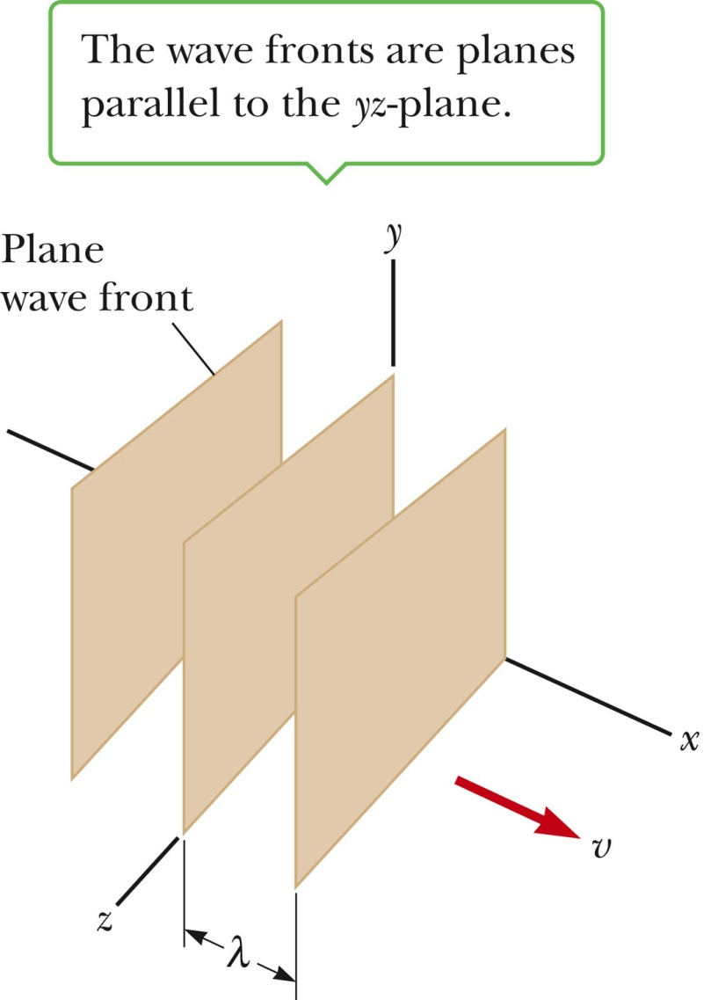 The wave fronts are planes
parallel to the yz-plane.
Plane
wave front
y
x
v
z
λ